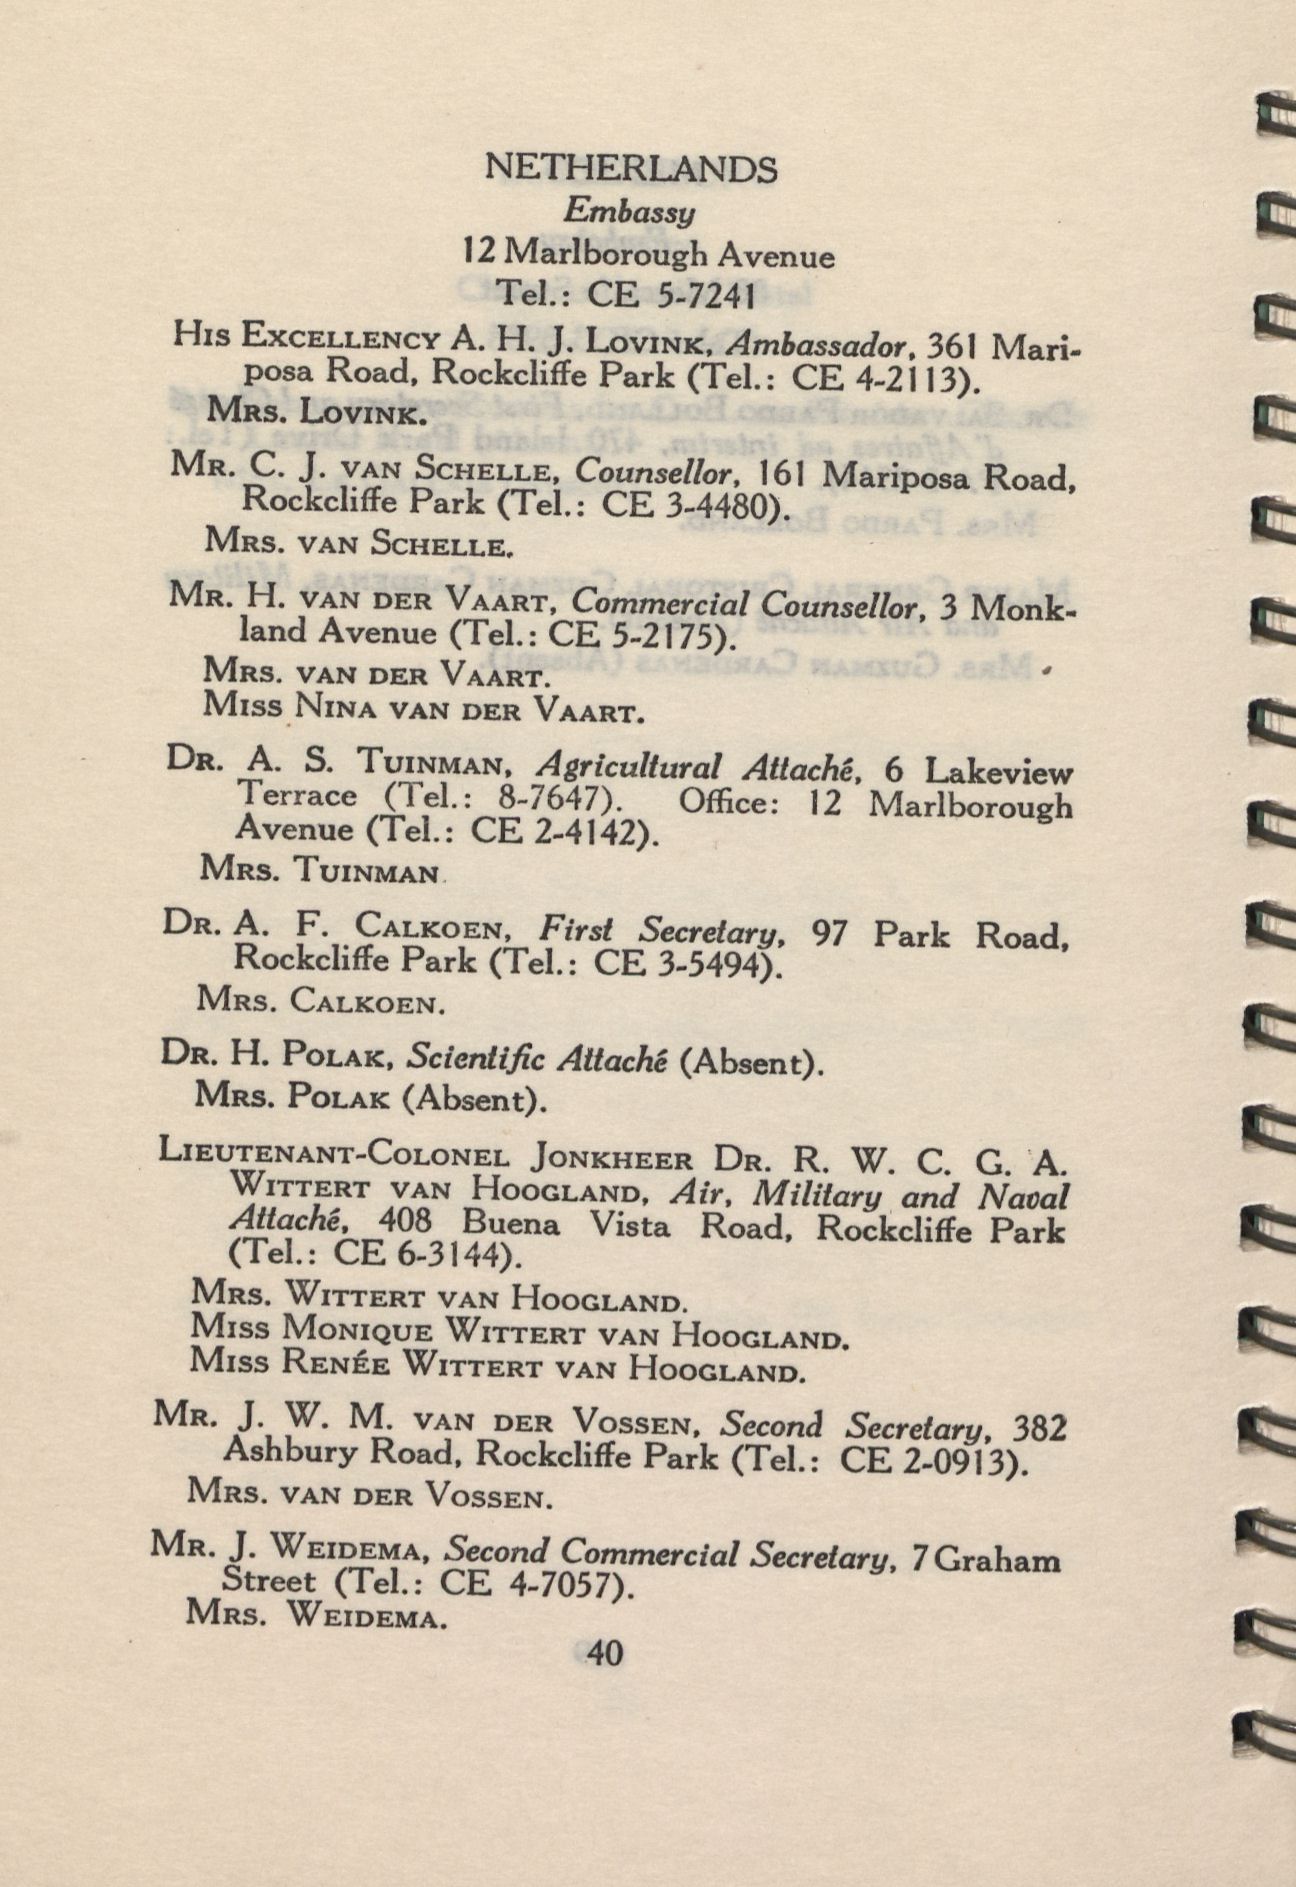 NETHERLANDS
Embassy
12 Marlborough Avenue
Tel.: CE 5-7241
HIS EXCELLENCY A. H. J. LOVINK, Ambassador, 361 Mari-
posa Road, Rockcliffe Park (Tel.: CE 4-2113).
MRS. LOVINK.
MR. C. J. VAN SCHELLE, Counsellor, 161 Mariposa Road,
Rockcliffe Park (Tel.: CE 3-4480).
MRS. VAN SCHELLE.
MR. H. VAN DER VAART, Commercial Counsellor, 3 Monk-
land Avenue (Tel.: CE 5-2175).
MRS. VAN DER VAART.
MISS NINA VAN DER VAART.
DR. A. S. TUINMAN, Agricultural Attaché, 6 Lakeview
Terrace (Tel.: 8-7647). Office: 12 Marlborough
Avenue (Tel.: CE 2-4142).
MRS. TUINMAN.
DR. A. F. CALKOEN, First Secretary, 97 Park Road,
Rockcliffe Park (Tel.: CE 3-5494).
MRS. CALKOEN.
DR. H. POLAK, Scientific Attaché (Absent).
MRS. POLAK (Absent).
LIEUTENANT-COLONEL JONKHEER DR. R. W. C. G. A.
WITTERT VAN HOOGLAND, Air, Military and Naval
Attaché, 408 Buena Vista Road, Rockcliffe Park
(Tel.: CE 6-3144).
MRS. WITTERT VAN HOOGLAND.
MISS MONIQUE WITTERT VAN HOOGLAND.
MISS RENÉE WITTERT VAN HOOGLAND.
MR. J. W. M. VAN DER VOSSEN, Second Secretary, 382
Ashbury Road, Rockcliffe Park (Tel.: CE 2-0913).
MRS. VAN DER VOSSEN.
MR. J. WEIDEMA, Second Commercial Secretary, 7 Graham
Street (Tel.: CE 4-7057).
MRS. WEIDEMA.
40